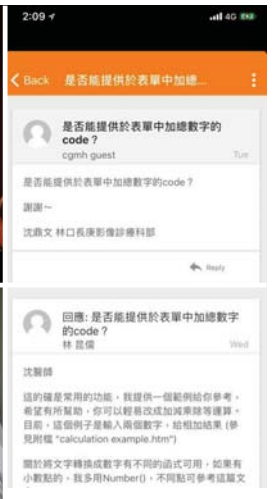 2:09
4G
Back 是否能提供於表單中加總...
是否能提供於表單中加總數字的
code？
cgmh guest Tue
是否能提供於表單中加總數字的code？
謝謝～
沈鼎文 林口長庚影像診療科部
Reply
回應: 是否能提供於表單中加總數字
的code？
林 昆儒 Wed
沈醫師
這的確是常用的功能，我提供一個範例給你參考，
希望有所幫助，你可以輕易改成加減乘除等運算。
目前，這個例子是輸入兩個數字，給相加結果 (參
見附檔 "calculation example.htm")
關於將文字轉換成數字有不同的函式可用，如果有
小數點的，我多用Number()，不同點可參考這篇文